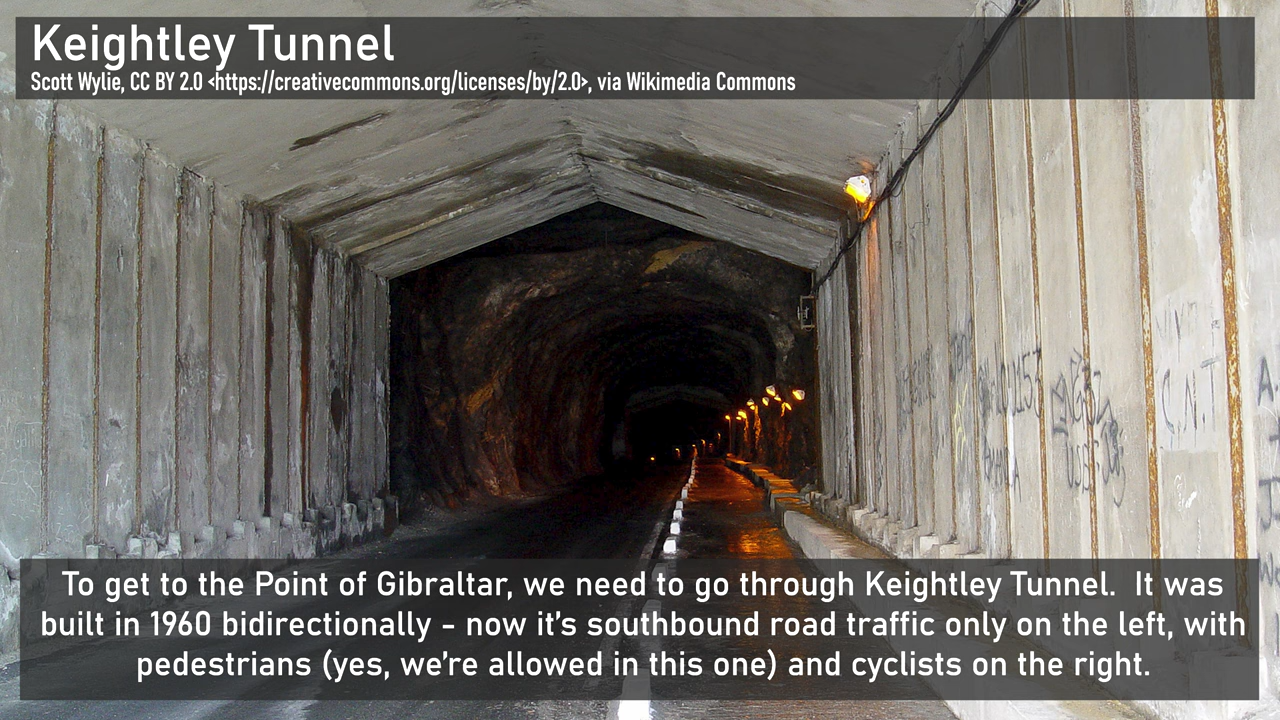 Keightley Tunnel
Scott Wylie, CC BY 2.0 <https://creativecommons.org/licenses/by/2.0>, via Wikimedia Commons
C.N.T
To get to the Point of Gibraltar, we need to go through Keightley Tunnel. It was
built in 1960 bidirectionally - now it's southbound road traffic only on the left, with
pedestrians (yes, we're allowed in this one) and cyclists on the right.